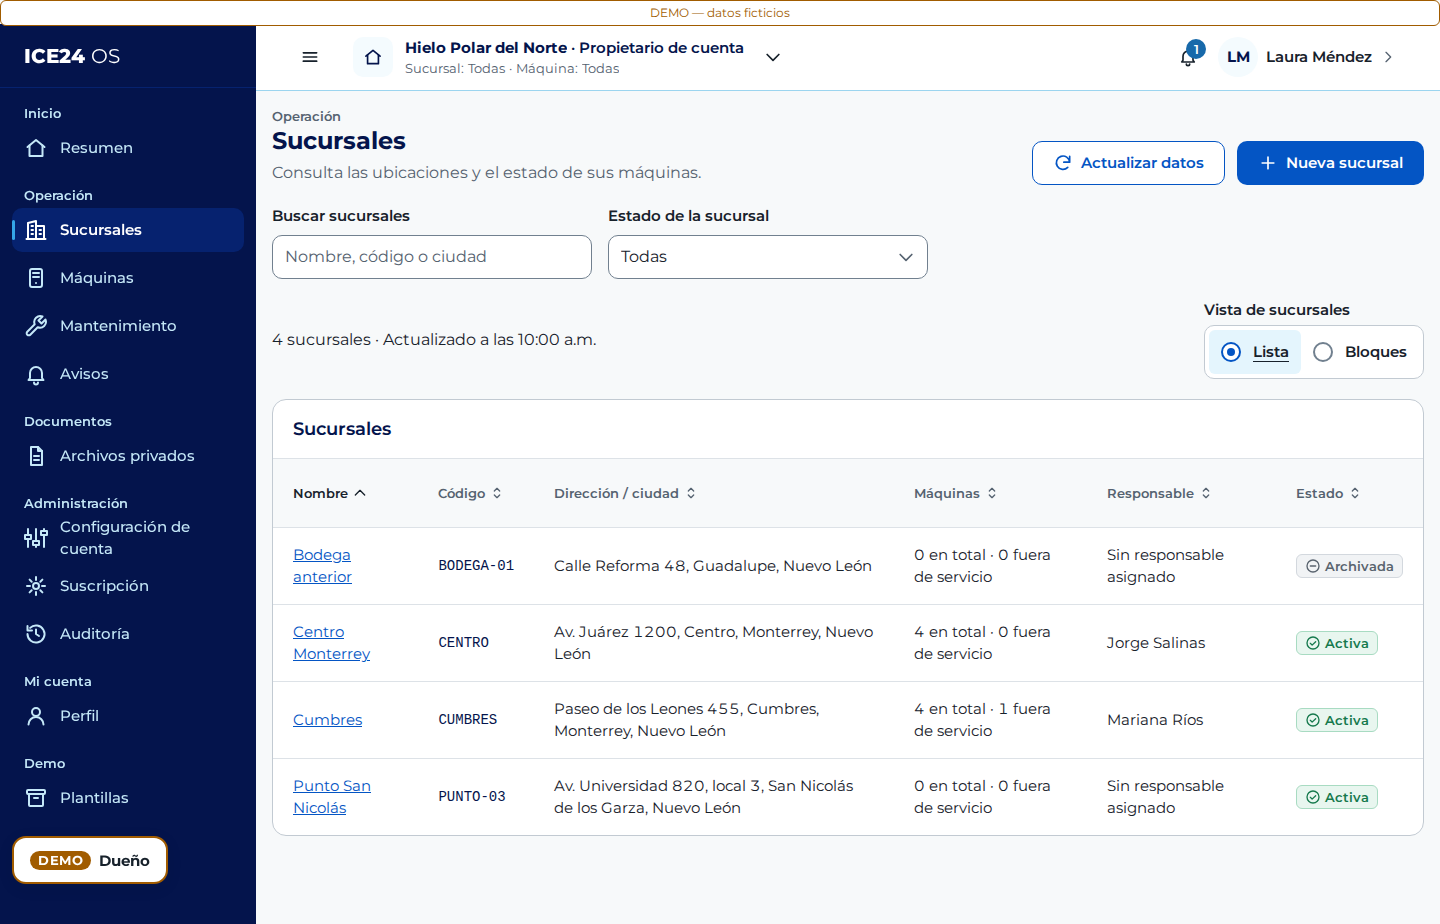 DEMO — datos ficticios
ICE24 OS
Inicio
Resumen
Operación
Sucursales
Máquinas
Mantenimiento
Avisos
Documentos
Archivos privados
Administración
Configuración de
cuenta
Suscripción
Auditoría
Mi cuenta
Perfil
Demo
Plantillas
DEMO Dueño
Hielo Polar del Norte · Propietario de cuenta
Sucursal: Todas · Máquina: Todas
1
LM Laura Méndez
Operación
Sucursales
Consulta las ubicaciones y el estado de sus máquinas.
Actualizar datos
Nueva sucursal
Buscar sucursales
Nombre, código o ciudad
Estado de la sucursal
Todas
4 sucursales · Actualizado a las 10:00 a.m.
Vista de sucursales
Lista
Bloques
Sucursales
Nombre Código Dirección / ciudad Máquinas Responsable Estado
Bodega
anterior
BODEGA-01
Calle Reforma 48, Guadalupe, Nuevo León
0 en total · 0 fuera
de servicio
Sin responsable
asignado
Archivada
Centro
Monterrey
CENTRO
Av. Juárez 1200, Centro, Monterrey, Nuevo
León
4 en total · 0 fuera
de servicio
Jorge Salinas
Activa
Cumbres
CUMBRES
Paseo de los Leones 455, Cumbres,
Monterrey, Nuevo León
4 en total · 1 fuera
de servicio
Mariana Ríos
Activa
Punto San
Nicolás
PUNTO-03
Av. Universidad 820, local 3, San Nicolás
de los Garza, Nuevo León
0 en total · 0 fuera
de servicio
Sin responsable
asignado
Activa